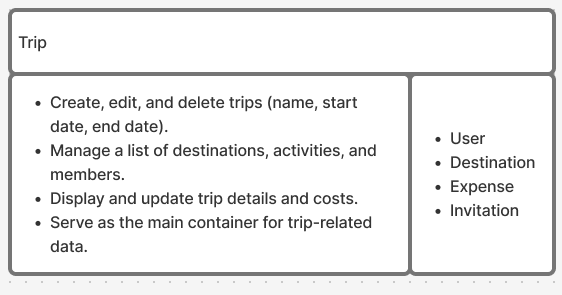 Trip
• Create, edit, and delete trips (name, start
date, end date).
• Manage a list of destinations, activities, and
members.
• Display and update trip details and costs.
• Serve as the main container for trip-related
data.
• User
• Destination
• Expense
• Invitation